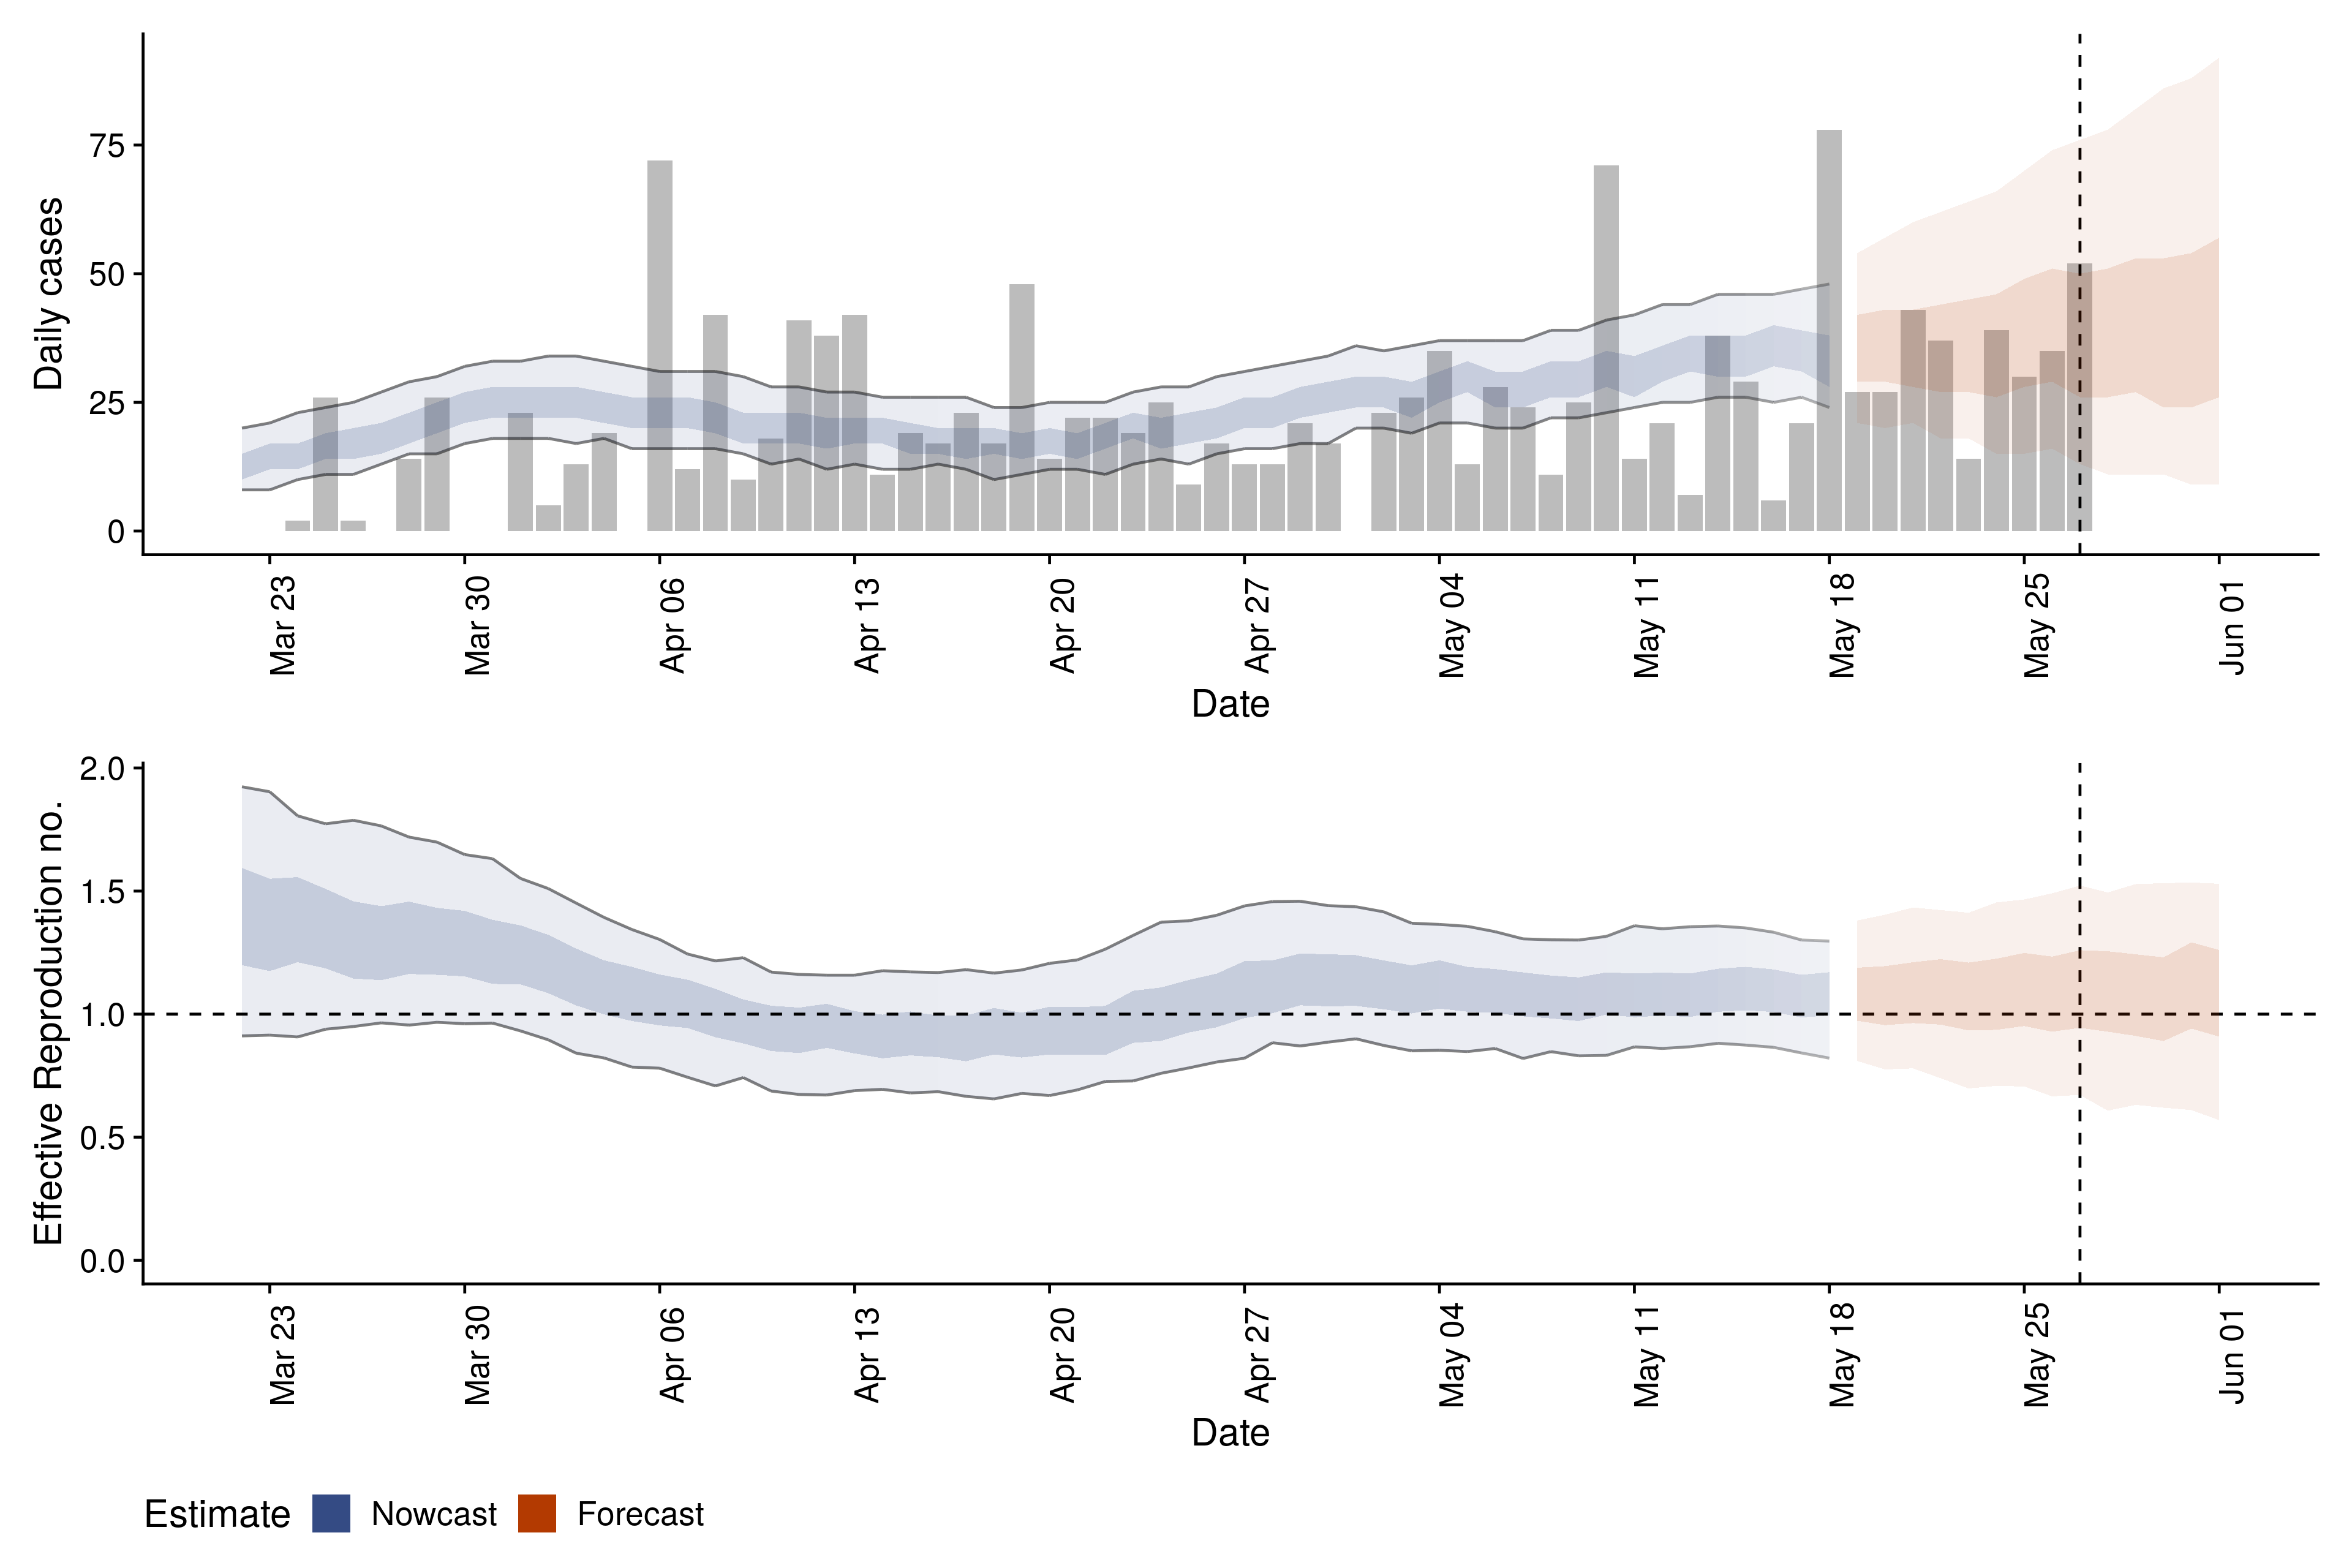 Daily cases
75
50
25
0
Mar 23
Mar 30
Apr 06
Apr 13
Apr 20
Apr 27
May 04
May 11
May 18
May 25
Jun 01
Date
Effective Reproduction no.
2.0
1.5
1.0
0.5
0.0
Mar 23
Mar 30
Apr 06
Apr 13
Apr 20
Apr 27
May 04
May 11
May 18
May 25
Jun 01
Date
Estimate Nowcast Forecast